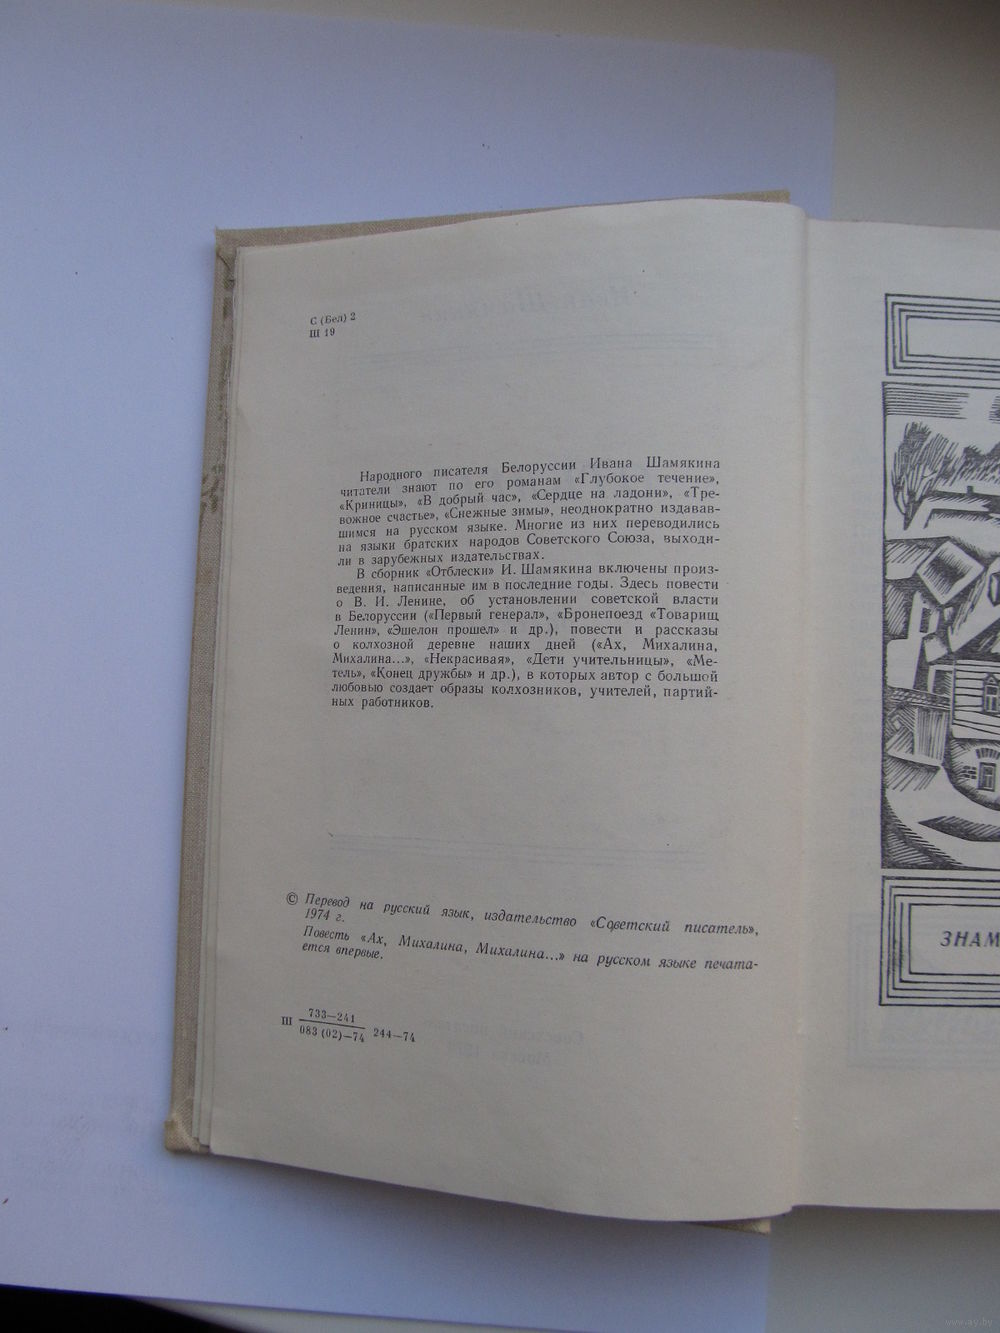 С (Бел) 2
Ш 19
Народного писателя Белоруссии Ивана Шамякина
читатели знают по его романам «Глубокое течение»,
«Криницы», «В добрый час», «Сердце на ладони», «Тре-
вожное счастье», «Снежные зимы», неоднократно издавав-
шимся на русском языке. Многие из них переводились
на языки братских народов Советского Союза, выходи-
ли в зарубежных издательствах.
В сборник «Отблески» И. Шамякина включены произ-
ведения, написанные им в последние годы. Здесь повести
о В. И. Ленине, об установлении советской власти
в Белоруссии («Первый генерал», «Бронепоезд «Товарищ
Ленин», «Эшелон прошел» и др.), повести и рассказы
о колхозной деревне наших дней («Ах, Михалина,
Михалина...», «Некрасивая», «Дети учительницы», «Ме-
тель», «Конец дружбы» и др.), в которых автор с большой
любовью создает образы колхозников, учителей, партий-
ных работников.
© Перевод на русский язык, издательство «Советский писатель»,
1974 г.
Повесть «Ах, Михалина, Михалина...» на русском языке печата-
ется впервые.
Ш 733—241
083 (02)—74 244—74
ЗНАМ
www.ay.by